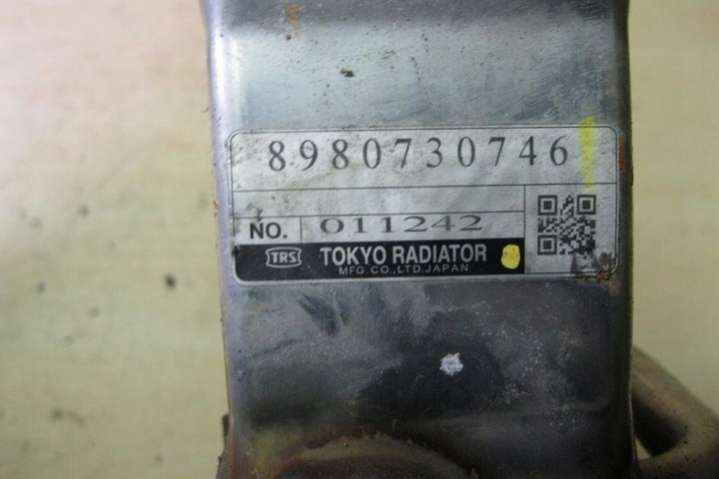 8980730746
NO. 011242
TRS TOKYO RADIATOR
MFG CO.,LTD.JAPAN